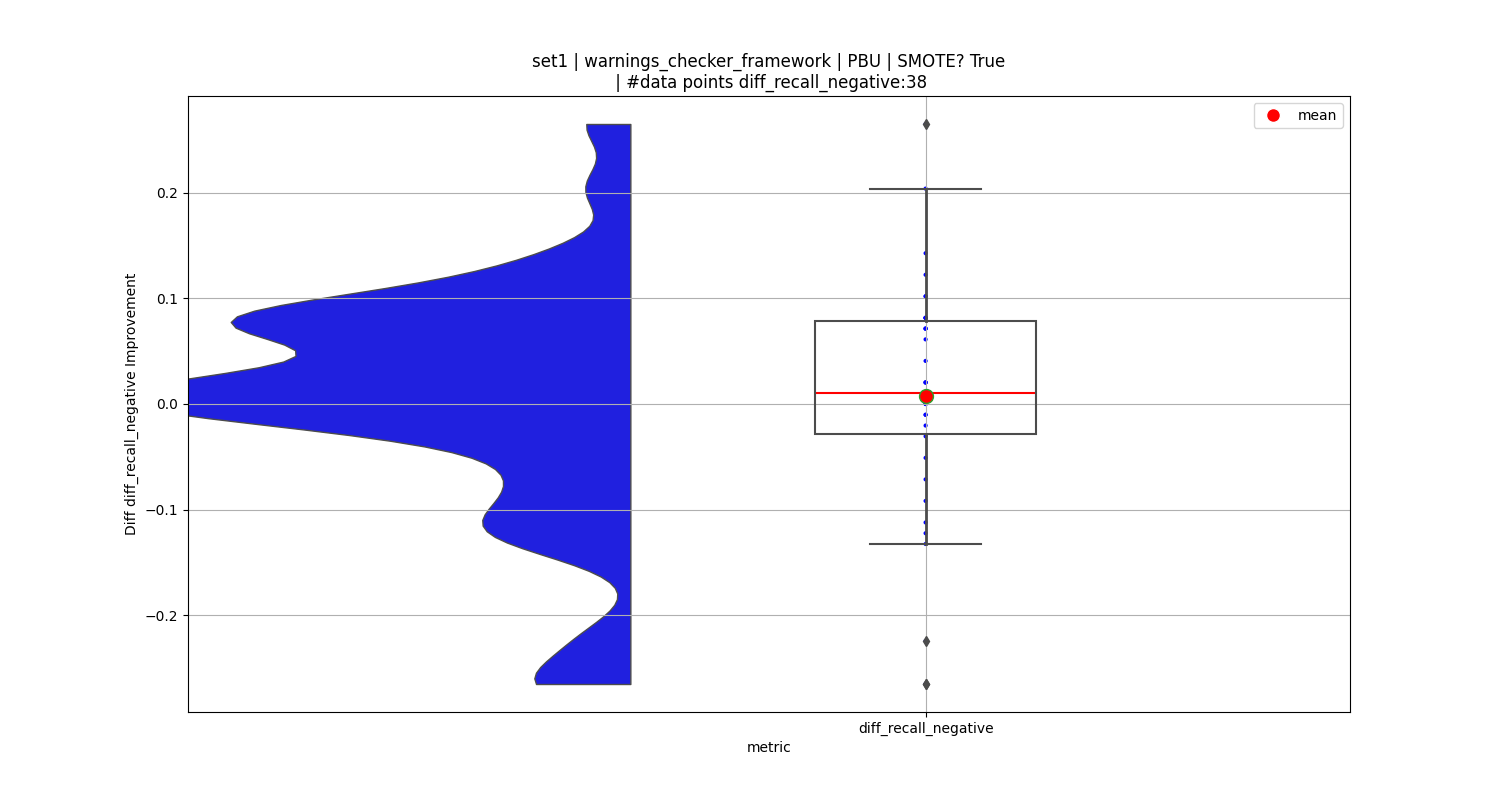 set1 | warnings_checker_framework | PBU | SMOTE? True
| #data points diff_recall_negative:38
mean
0.2
0.1
0.0
−0.1
−0.2
Diff diff_recall_negative Improvement
diff_recall_negative
metric